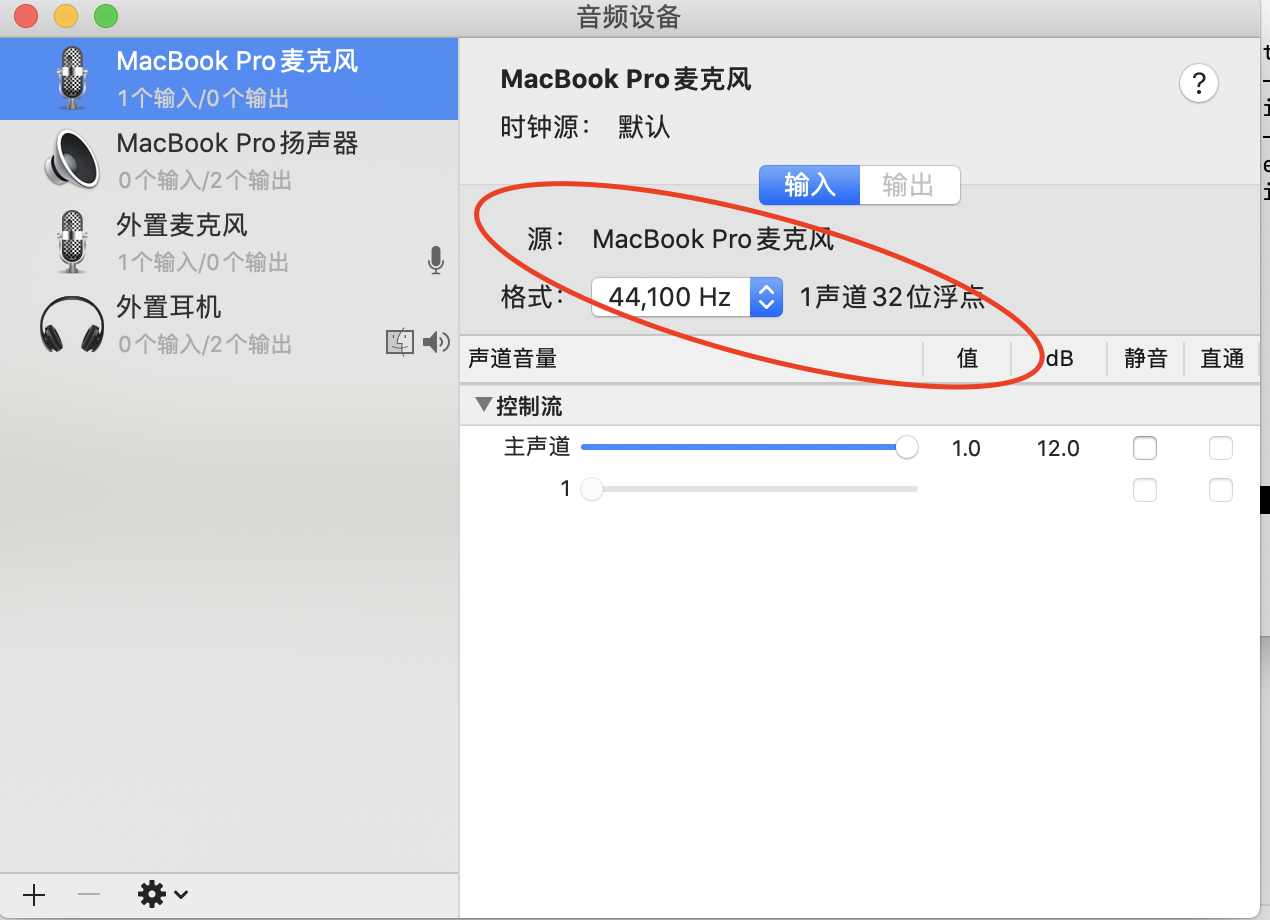 音频设备
MacBook Pro麦克风
1个输入/0个输出
MacBook Pro扬声器
0个输入/2个输出
外置麦克风
1个输入/0个输出
外置耳机
0个输入/2个输出
MacBook Pro麦克风
?
时钟源： 默认
输入 输出
源： MacBook Pro麦克风
格式： 44,100 Hz 1声道32位浮点
声道音量 值 dB 静音 直通
控制流
主声道 1.0 12.0
1